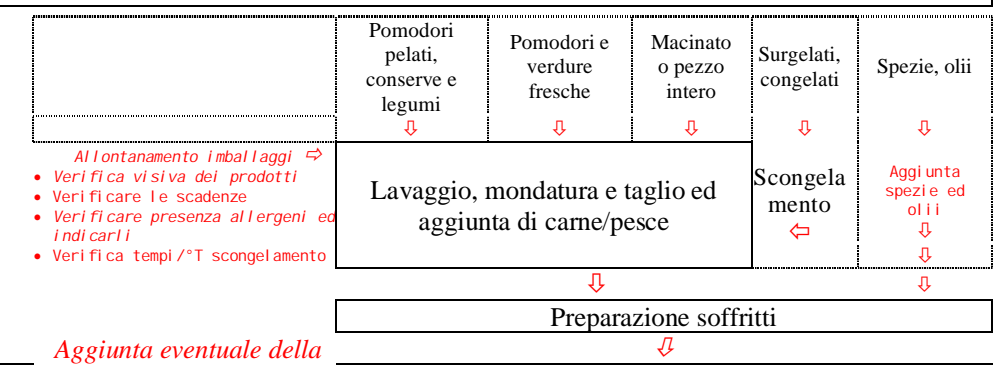 Pomodori
pelati,
conserve e
legumi
Pomodori e
verdure
fresche
Macinato
o pezzo
intero
Surgelati,
congelati
Spezie, olii
⇩ ⇩ ⇩ ⇩ ⇩
Allontanamento imballaggi ⇨
• Verifica visiva dei prodotti
• Verificare le scadenze
• Verificare presenza allergeni ed
indicarli
• Verifica tempi/°T scongelamento
Lavaggio, mondatura e taglio ed
aggiunta di carne/pesce
Scongela
mento
⇦
Aggiunta
spezie ed
olii
⇩
⇩
⇩ ⇩
Preparazione soffritti
Aggiunta eventuale della ⇩